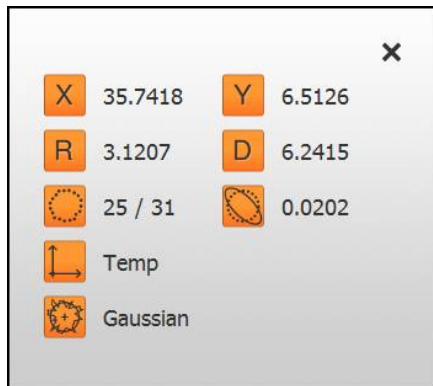 X 35.7418 Y 6.5126
R 3.1207 D 6.2415
25 / 31 0.0202
Temp
Gaussian